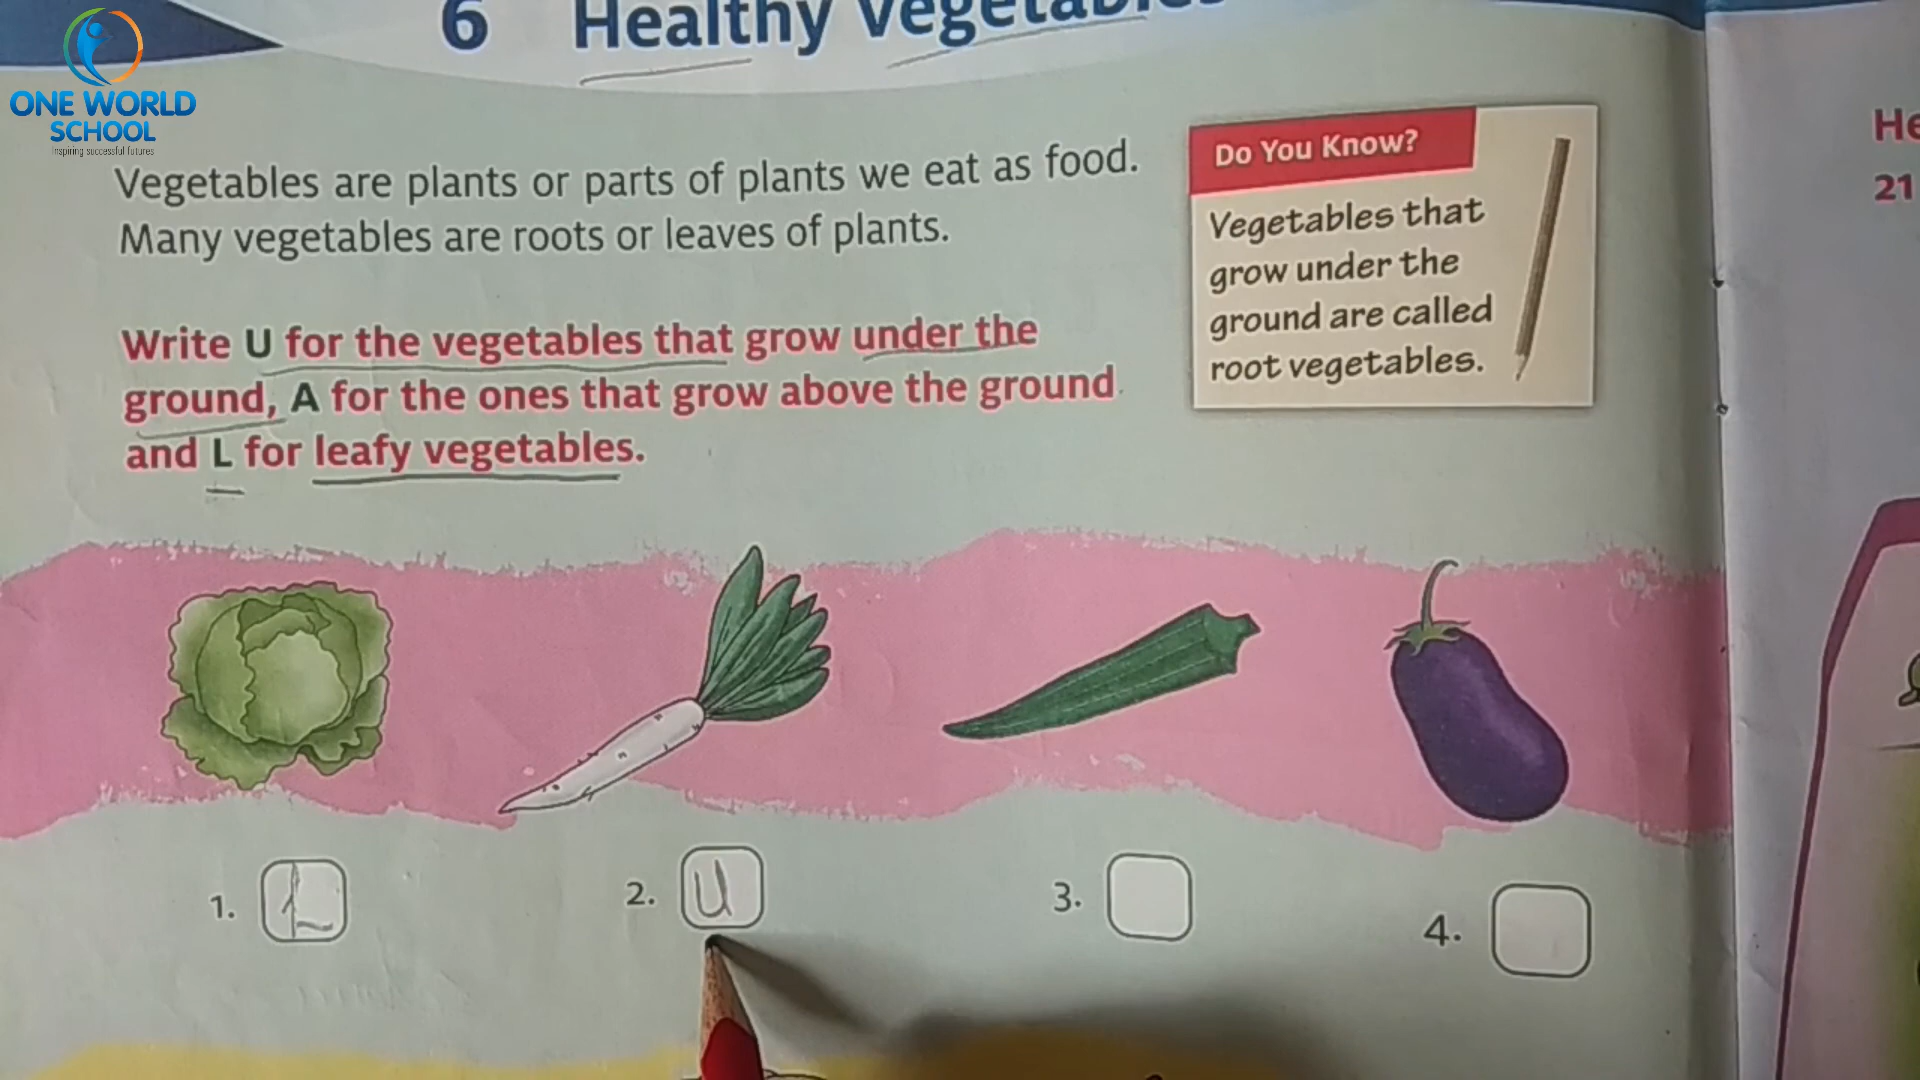 ONE WORLD
SCHOOL
Inspiring successful futures
6 Healthy Vegetables
Vegetables are plants or parts of plants we eat as food.
Many vegetables are roots or leaves of plants.
Write U for the vegetables that grow under the
ground, A for the ones that grow above the ground
and L for leafy vegetables.
Do You Know?
Vegetables that
grow under the
ground are called
root vegetables.
1. L
2. U
3.
4.
He
21